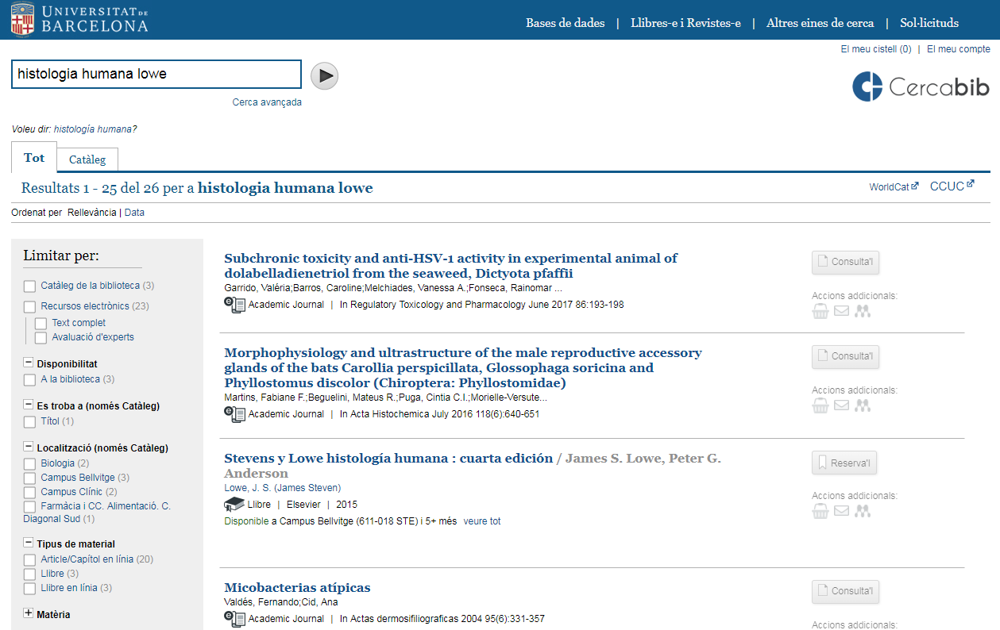 UNIVERSITAT DE
BARCELONA
Bases de dades | Llibres-e i Revistes-e | Altres eines de cerca | Sol·licituds
El meu cistell (0) | El meu compte
histologia humana lowe
Cercabib
Cerca avançada
Voleu dir: histología humana?
Tot
Catàleg
Resultats 1 - 25 del 26 per a histologia humana lowe
WorldCat CCUC
Ordenat per Rellevància | Data
Limitar per:
Catàleg de la biblioteca (3)
Recursos electrònics (23)
Text complet
Avaluació d'experts
Disponibilitat
A la biblioteca (3)
Es troba a (només Catàleg)
Títol (1)
Localització (només Catàleg)
Biologia (2)
Campus Bellvitge (3)
Campus Clínic (2)
Farmàcia i CC. Alimentació. C.
Diagonal Sud (1)
Tipus de material
Article/Capítol en línia (20)
Llibre (3)
Llibre en línia (3)
Matèria
Subchronic toxicity and anti-HSV-1 activity in experimental animal of
dolabelladienetriol from the seaweed, Dictyota pfaffii
Garrido, Valéria;Barros, Caroline;Melchiades, Vanessa A.;Fonseca, Rainomar ...
Academic Journal | In Regulatory Toxicology and Pharmacology June 2017 86:193-198
Consulta'l
Accions addicionals:
Morphophysiology and ultrastructure of the male reproductive accessory
glands of the bats Carollia perspicillata, Glossophaga soricina and
Phyllostomus discolor (Chiroptera: Phyllostomidae)
Martins, Fabiane F.;Beguelini, Mateus R.;Puga, Cintia C.I.;Morielle-Versute...
Academic Journal | In Acta Histochemica July 2016 118(6):640-651
Consulta'l
Accions addicionals:
Stevens y Lowe histología humana : cuarta edición / James S. Lowe, Peter G.
Anderson
Lowe, J. S. (James Steven)
Llibre | Elsevier | 2015
Disponible a Campus Bellvitge (611-018 STE) i 5+ més veure tot
Reserva'l
Accions addicionals:
Micobacterias atípicas
Valdés, Fernando;Cid, Ana
Academic Journal | In Actas dermosifiliograficas 2004 95(6):331-357
Consulta'l
Accions addicionals: